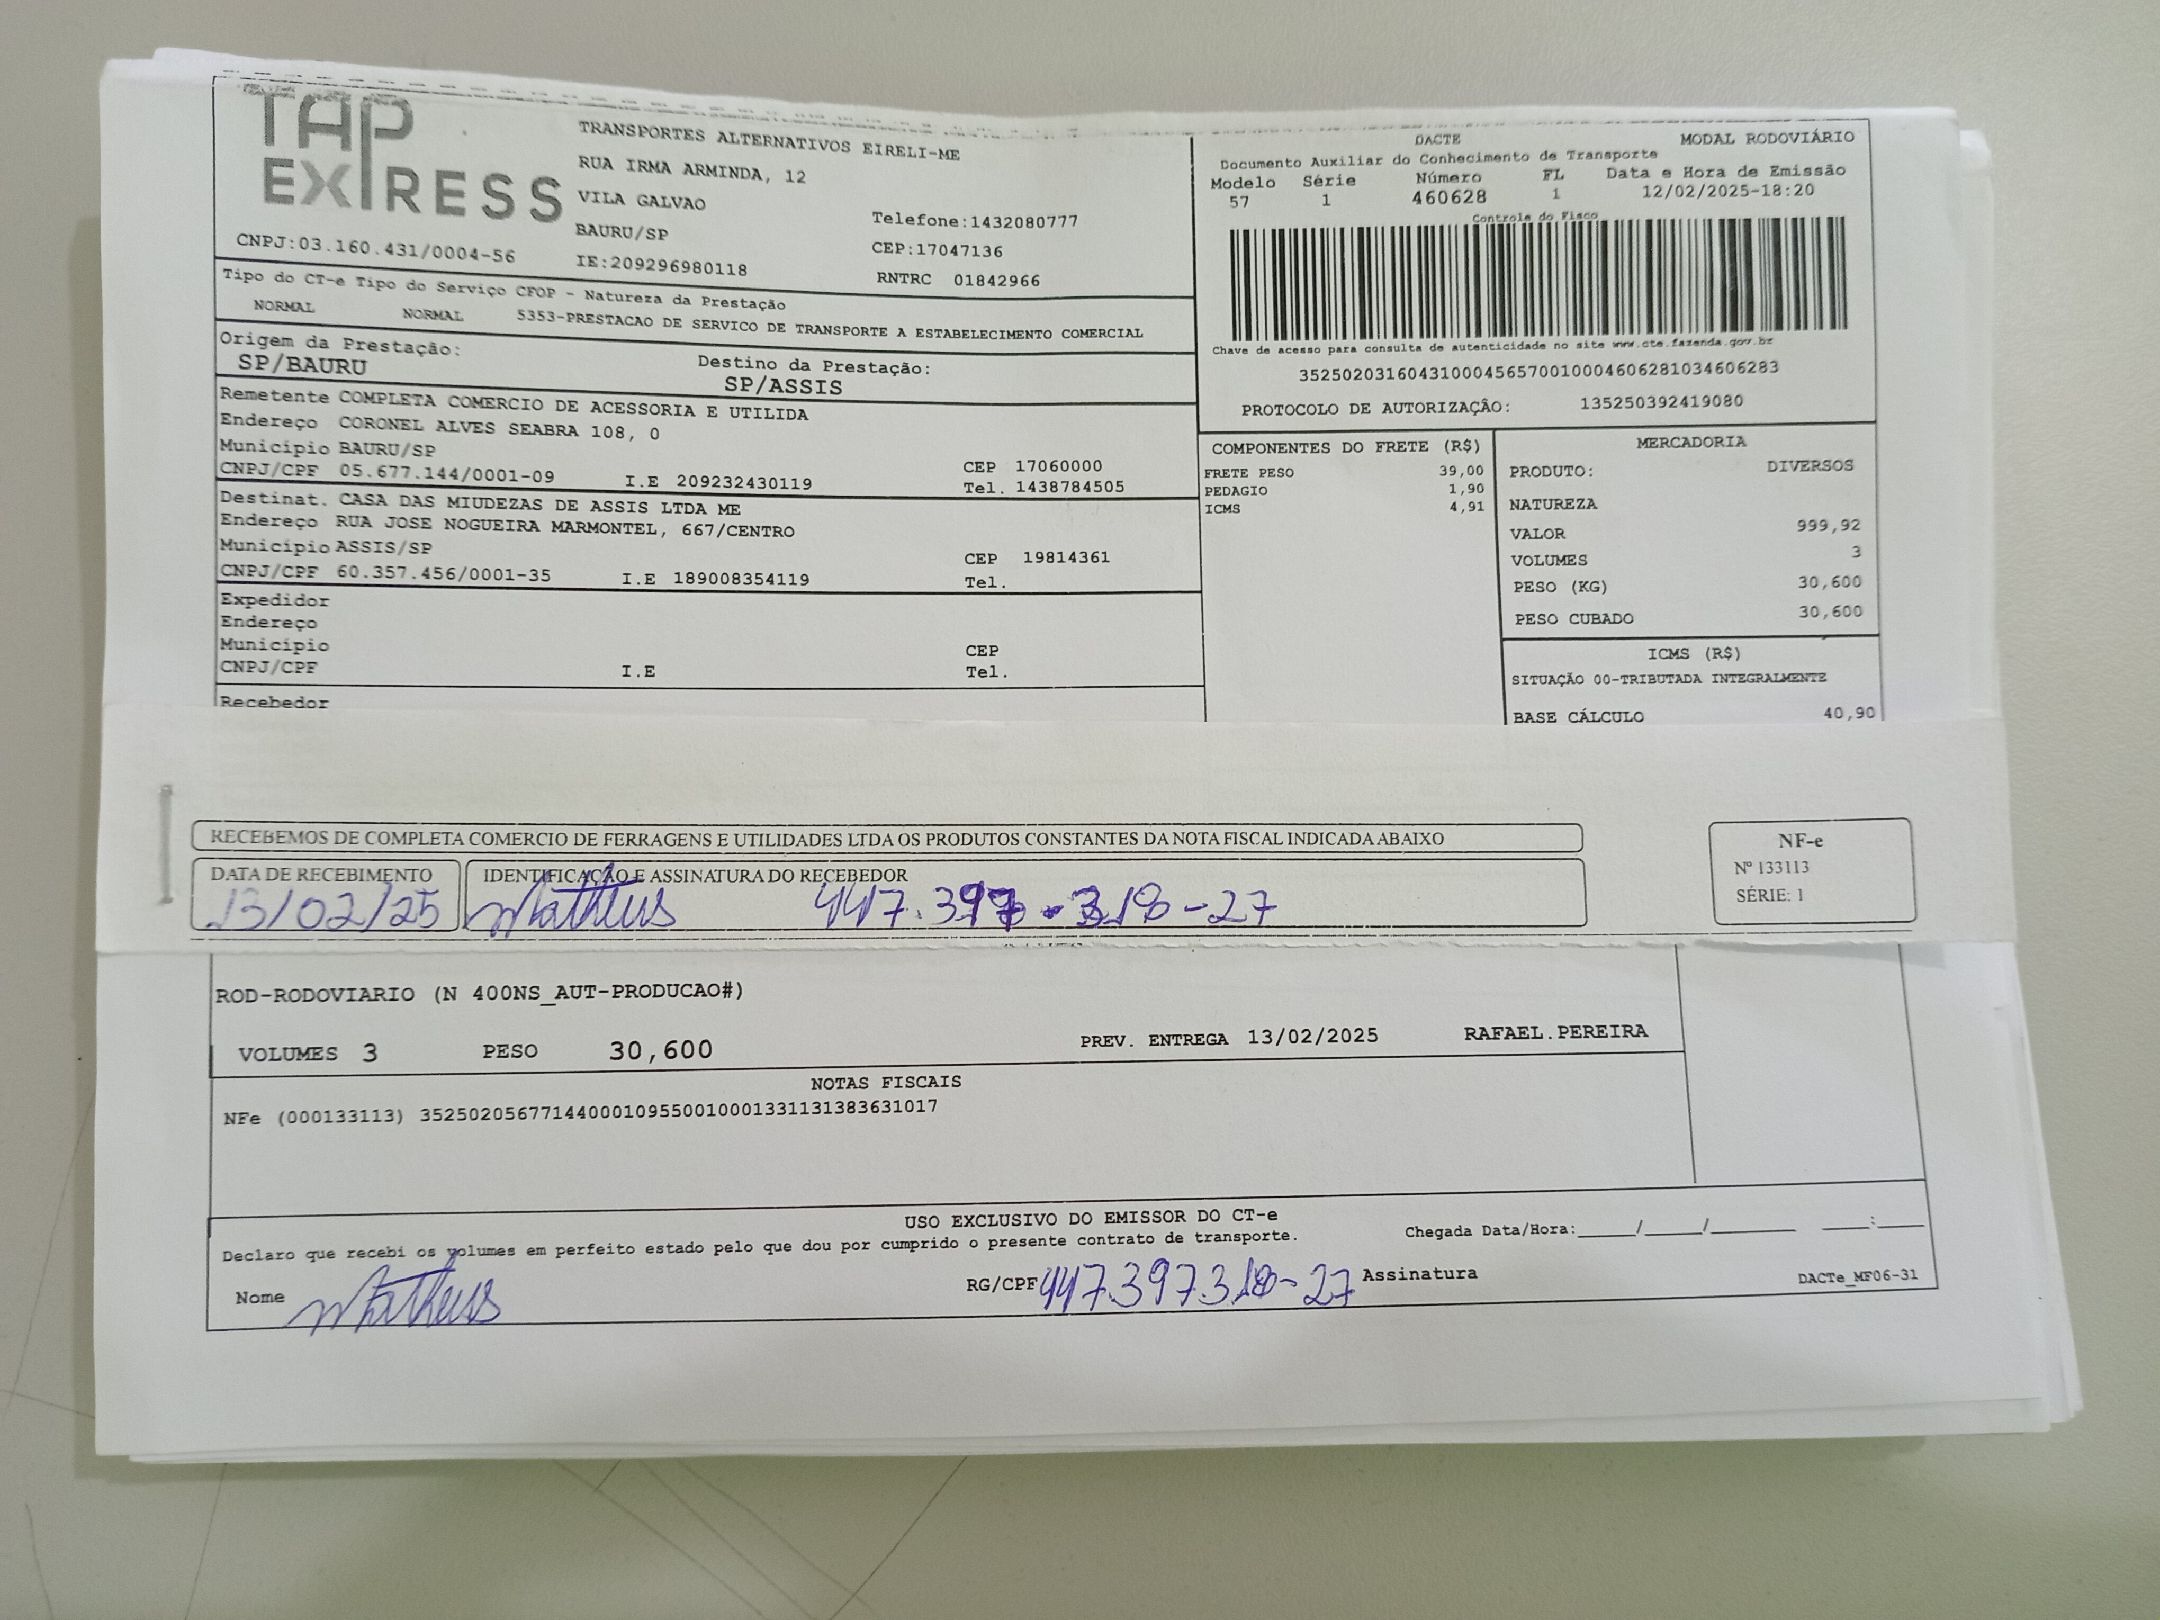 TAP
EXPRESS
TRANSPORTES ALTERNATIVOS EIRELI-ME
RUA IRMA ARMINDA, 12
VILA GALVAO
BAURU/SP
Telefone:1432080777
CEP:17047136
CNPJ:03.160.431/0004-56
IE:209296980118
RNTRC 01842966
Tipo do CT-e Tipo do Serviço CFOP - Natureza da Prestação
NORMAL NORMAL 5353-PRESTACAO DE SERVICO DE TRANSPORTE A ESTABELECIMENTO COMERCIAL
Origem da Prestação:
SP/BAURU
Destino da Prestação:
SP/ASSIS
Remetente COMPLETA COMERCIO DE ACESSORIA E UTILIDA
Endereço CORONEL ALVES SEABRA 108, 0
Município BAURU/SP
CEP 17060000
CNPJ/CPF 05.677.144/0001-09 I.E 209232430119 Tel. 1438784505
Destinat. CASA DAS MIUDEZAS DE ASSIS LTDA ME
Endereço RUA JOSE NOGUEIRA MARMONTEL, 667/CENTRO
Município ASSIS/SP CEP 19814361
CNPJ/CPF 60.357.456/0001-35 I.E 189008354119 Tel.
Expedidor
Endereço
Município CEP
CNPJ/CPF I.E Tel.
Recebedor
DACTE MODAL RODOVIÁRIO
Documento Auxiliar do Conhecimento de Transporte
Modelo Série Número FL Data e Hora de Emissão
57 1 460628 1 12/02/2025-18:20
Controle do Fisco
Chave de acesso para consulta de autenticidade no site www.cte.fazenda.gov.br
35250203160431000456570010004606281034606283
PROTOCOLO DE AUTORIZAÇÃO: 135250392419080
COMPONENTES DO FRETE (R$)
FRETE PESO 39,00
PEDAGIO 1,90
ICMS 4,91
MERCADORIA
PRODUTO: DIVERSOS
NATUREZA
VALOR 999,92
VOLUMES 3
PESO (KG) 30,600
PESO CUBADO 30,600
ICMS (R$)
SITUAÇÃO 00-TRIBUTADA INTEGRALMENTE
BASE CÁLCULO 40,90
RECEBEMOS DE COMPLETA COMERCIO DE FERRAGENS E UTILIDADES LTDA OS PRODUTOS CONSTANTES DA NOTA FISCAL INDICADA ABAIXO
DATA DE RECEBIMENTO IDENTIFICAÇÃO E ASSINATURA DO RECEBEDOR
13/02/25 Matheus 447.397-318-27
NF-e
Nº 133113
SÉRIE: 1
ROD-RODOVIARIO (N 400NS_AUT-PRODUCAO#)
VOLUMES 3 PESO 30,600 PREV. ENTREGA 13/02/2025 RAFAEL.PEREIRA
NOTAS FISCAIS
NFe (000133113) 35250205677144000109550010001331131383631017
USO EXCLUSIVO DO EMISSOR DO CT-e
Declaro que recebi os volumes em perfeito estado pelo que dou por cumprido o presente contrato de transporte.
Chegada Data/Hora:_____/_____/_______ ____:____
Nome Matheus RG/CPF 447.397.318-27 Assinatura
DACTe_MF06-31